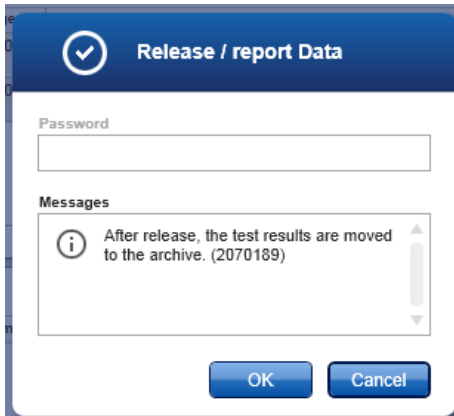 Release / report Data
Password
Messages
After release, the test results are moved
to the archive. (2070189)
OK
Cancel